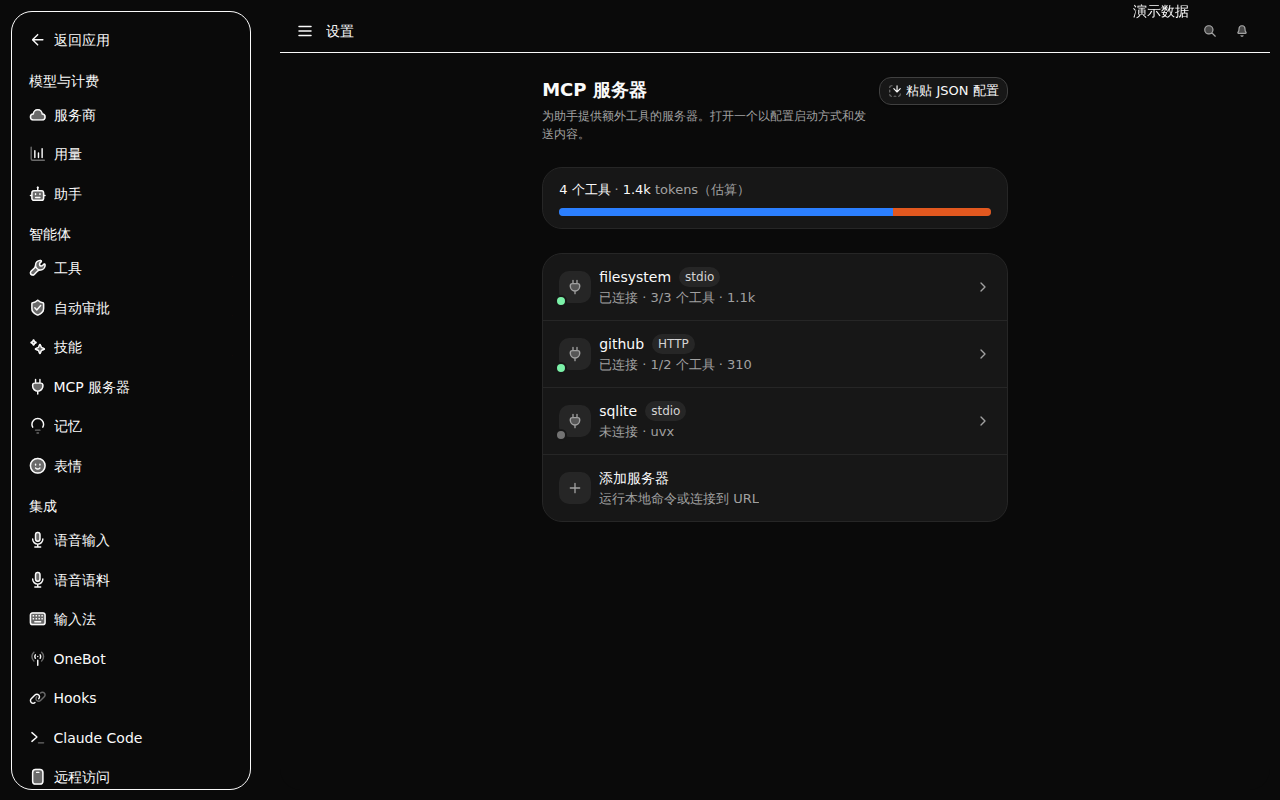 返回应用
模型与计费
服务商
用量
助手
智能体
工具
自动审批
技能
MCP 服务器
记忆
表情
集成
语音输入
语音语料
输入法
OneBot
Hooks
Claude Code
远程访问
设置
演示数据
MCP 服务器
粘贴 JSON 配置
为助手提供额外工具的服务器。打开一个以配置启动方式和发
送内容。
4 个工具 · 1.4k tokens（估算）
filesystem stdio
已连接 · 3/3 个工具 · 1.1k
github HTTP
已连接 · 1/2 个工具 · 310
sqlite stdio
未连接 · uvx
添加服务器
运行本地命令或连接到 URL